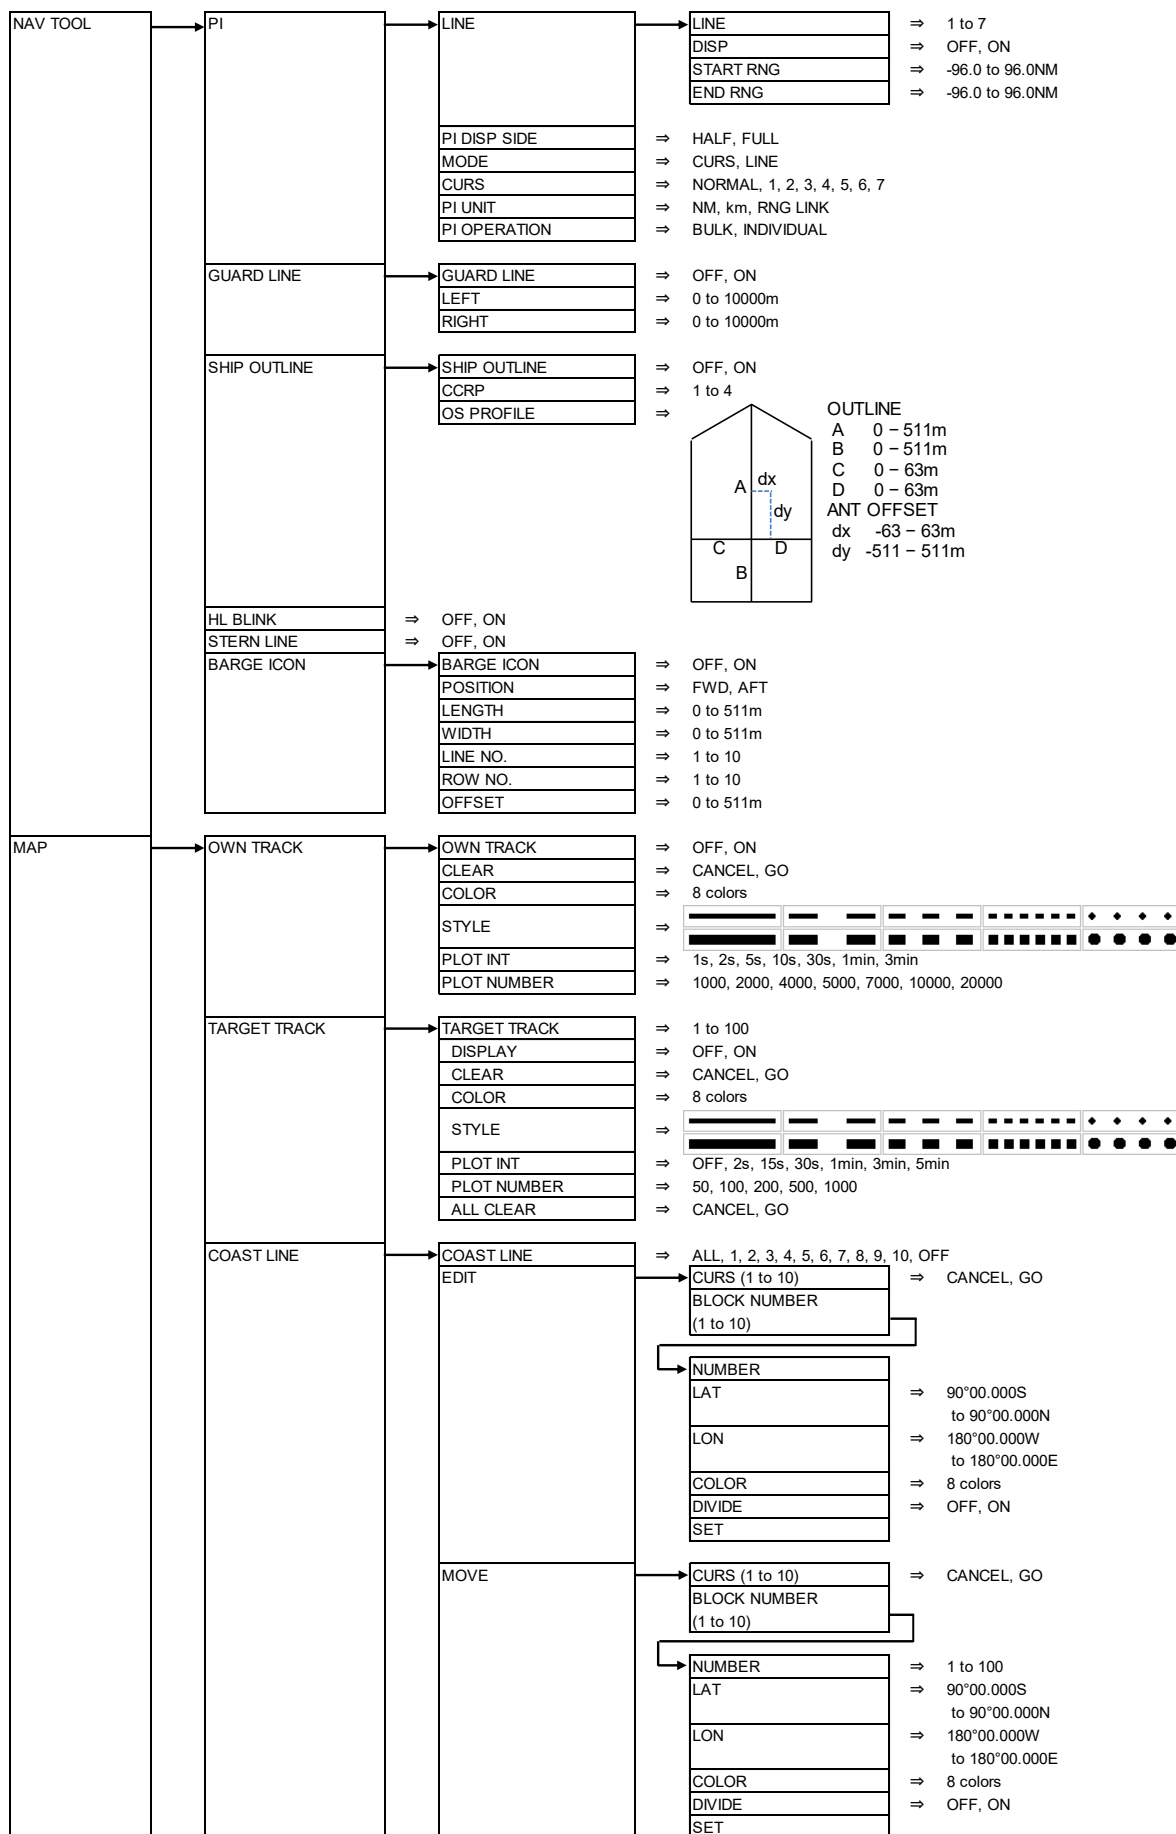 NAV TOOL PI LINE LINE ⇒ 1 to 7
DISP ⇒ OFF, ON
START RNG ⇒ -96.0 to 96.0NM
END RNG ⇒ -96.0 to 96.0NM
PI DISP SIDE ⇒ HALF, FULL
MODE ⇒ CURS, LINE
CURS ⇒ NORMAL, 1, 2, 3, 4, 5, 6, 7
PI UNIT ⇒ NM, km, RNG LINK
PI OPERATION ⇒ BULK, INDIVIDUAL
GUARD LINE GUARD LINE ⇒ OFF, ON
LEFT ⇒ 0 to 10000m
RIGHT ⇒ 0 to 10000m
SHIP OUTLINE SHIP OUTLINE ⇒ OFF, ON
CCRP ⇒ 1 to 4
OS PROFILE ⇒
OUTLINE
A 0 – 511m
B 0 – 511m
C 0 – 63m
D 0 – 63m
ANT OFFSET
dx -63 – 63m
dy -511 – 511m
A dx
dy
C D
B
HL BLINK ⇒ OFF, ON
STERN LINE ⇒ OFF, ON
BARGE ICON BARGE ICON ⇒ OFF, ON
POSITION ⇒ FWD, AFT
LENGTH ⇒ 0 to 511m
WIDTH ⇒ 0 to 511m
LINE NO. ⇒ 1 to 10
ROW NO. ⇒ 1 to 10
OFFSET ⇒ 0 to 511m
MAP OWN TRACK OWN TRACK ⇒ OFF, ON
CLEAR ⇒ CANCEL, GO
COLOR ⇒ 8 colors
STYLE ⇒
PLOT INT ⇒ 1s, 2s, 5s, 10s, 30s, 1min, 3min
PLOT NUMBER ⇒ 1000, 2000, 4000, 5000, 7000, 10000, 20000
TARGET TRACK TARGET TRACK ⇒ 1 to 100
DISPLAY ⇒ OFF, ON
CLEAR ⇒ CANCEL, GO
COLOR ⇒ 8 colors
STYLE ⇒
PLOT INT ⇒ OFF, 2s, 15s, 30s, 1min, 3min, 5min
PLOT NUMBER ⇒ 50, 100, 200, 500, 1000
ALL CLEAR ⇒ CANCEL, GO
COAST LINE COAST LINE ⇒ ALL, 1, 2, 3, 4, 5, 6, 7, 8, 9, 10, OFF
EDIT CURS (1 to 10) ⇒ CANCEL, GO
BLOCK NUMBER
(1 to 10)
NUMBER
LAT ⇒ 90°00.000S
to 90°00.000N
LON ⇒ 180°00.000W
to 180°00.000E
COLOR ⇒ 8 colors
DIVIDE ⇒ OFF, ON
SET
MOVE CURS (1 to 10) ⇒ CANCEL, GO
BLOCK NUMBER
(1 to 10)
NUMBER ⇒ 1 to 100
LAT ⇒ 90°00.000S
to 90°00.000N
LON ⇒ 180°00.000W
to 180°00.000E
COLOR ⇒ 8 colors
DIVIDE ⇒ OFF, ON
SET